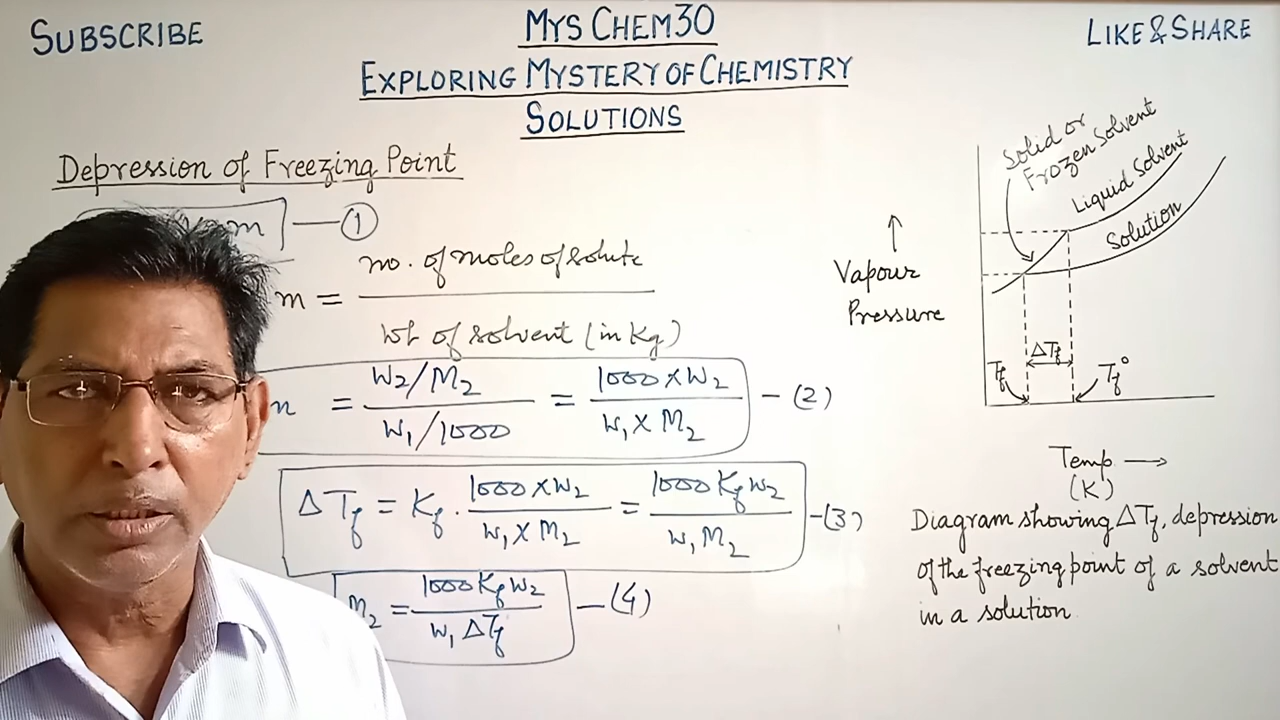 SUBSCRIBE
MYS CHEM30
LIKE & SHARE
EXPLORING MYSTERY OF CHEMISTRY
SOLUTIONS
Depression of Freezing Point
m —(1)
m = no. of moles of solute / wt of solvent (in Kg)
= W2/M2 / W1/1000 = 1000 × W2 / W1 × M2 —(2)
ΔTf = Kf . 1000 × W2 / W1 × M2 = 1000 Kf W2 / W1 M2 —(3)
M2 = 1000 Kf W2 / W1 ΔTf —(4)
Solid or
Frozen Solvent
Liquid Solvent
Solution
↑
Vapour
Pressure
ΔTf
Tf
Tf°
Temp →
(K)
Diagram showing ΔTf, depression
of the freezing point of a solvent
in a solution